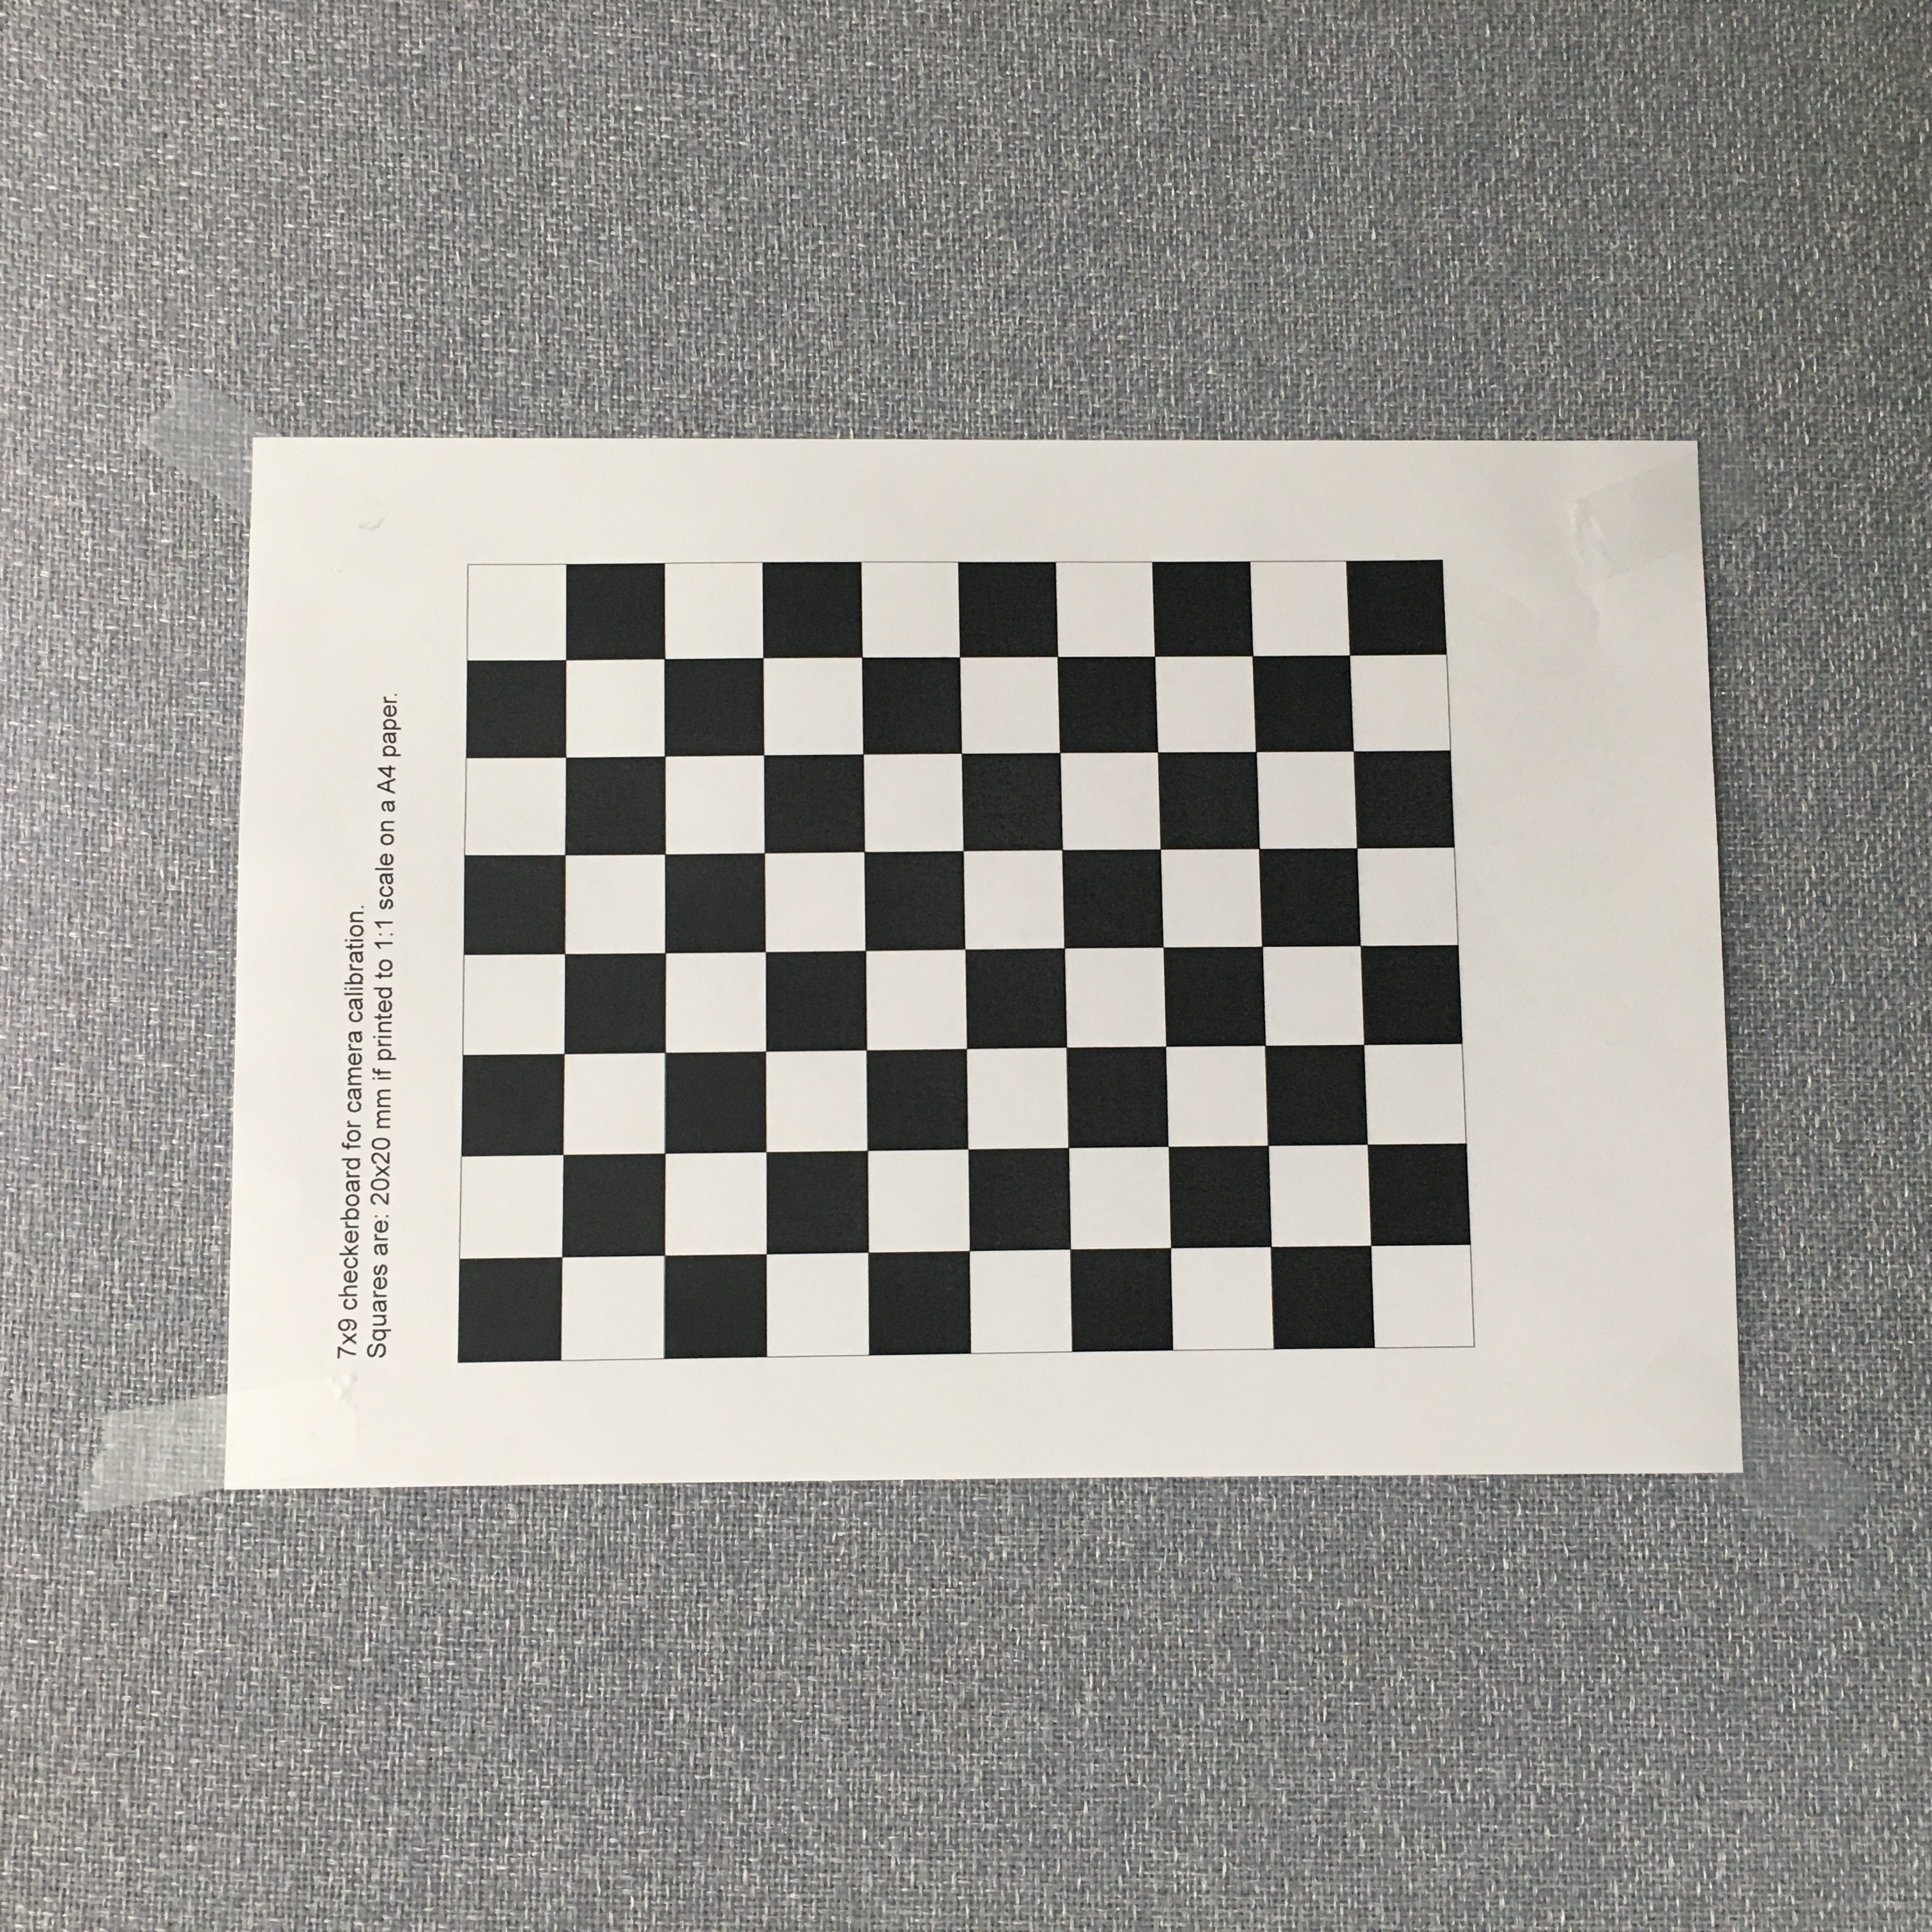 7x9 checkerboard for camera calibration.
Squares are: 20x20 mm if printed to 1:1 scale on a A4 paper.